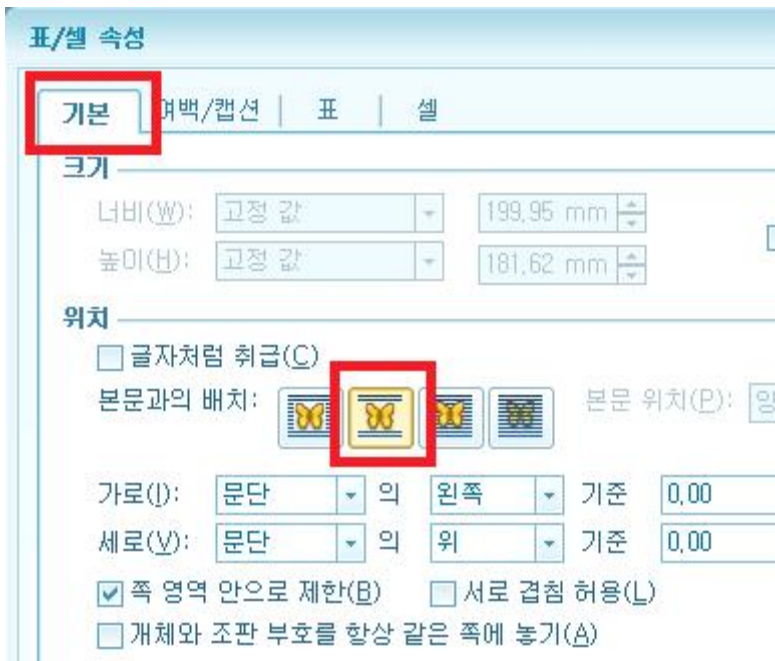 표/셀 속성
기본 여백/캡션 표 셀
크기
너비(W): 고정 값 199,95 mm
높이(H): 고정 값 181,62 mm
위치
글자처럼 취급(C)
본문과의 배치: 본문 위치(P):
가로(I): 문단 의 왼쪽 기준 0,00
세로(V): 문단 의 위 기준 0,00
쪽 영역 안으로 제한(B) 서로 겹침 허용(L)
개체와 조판 부호를 항상 같은 쪽에 놓기(A)